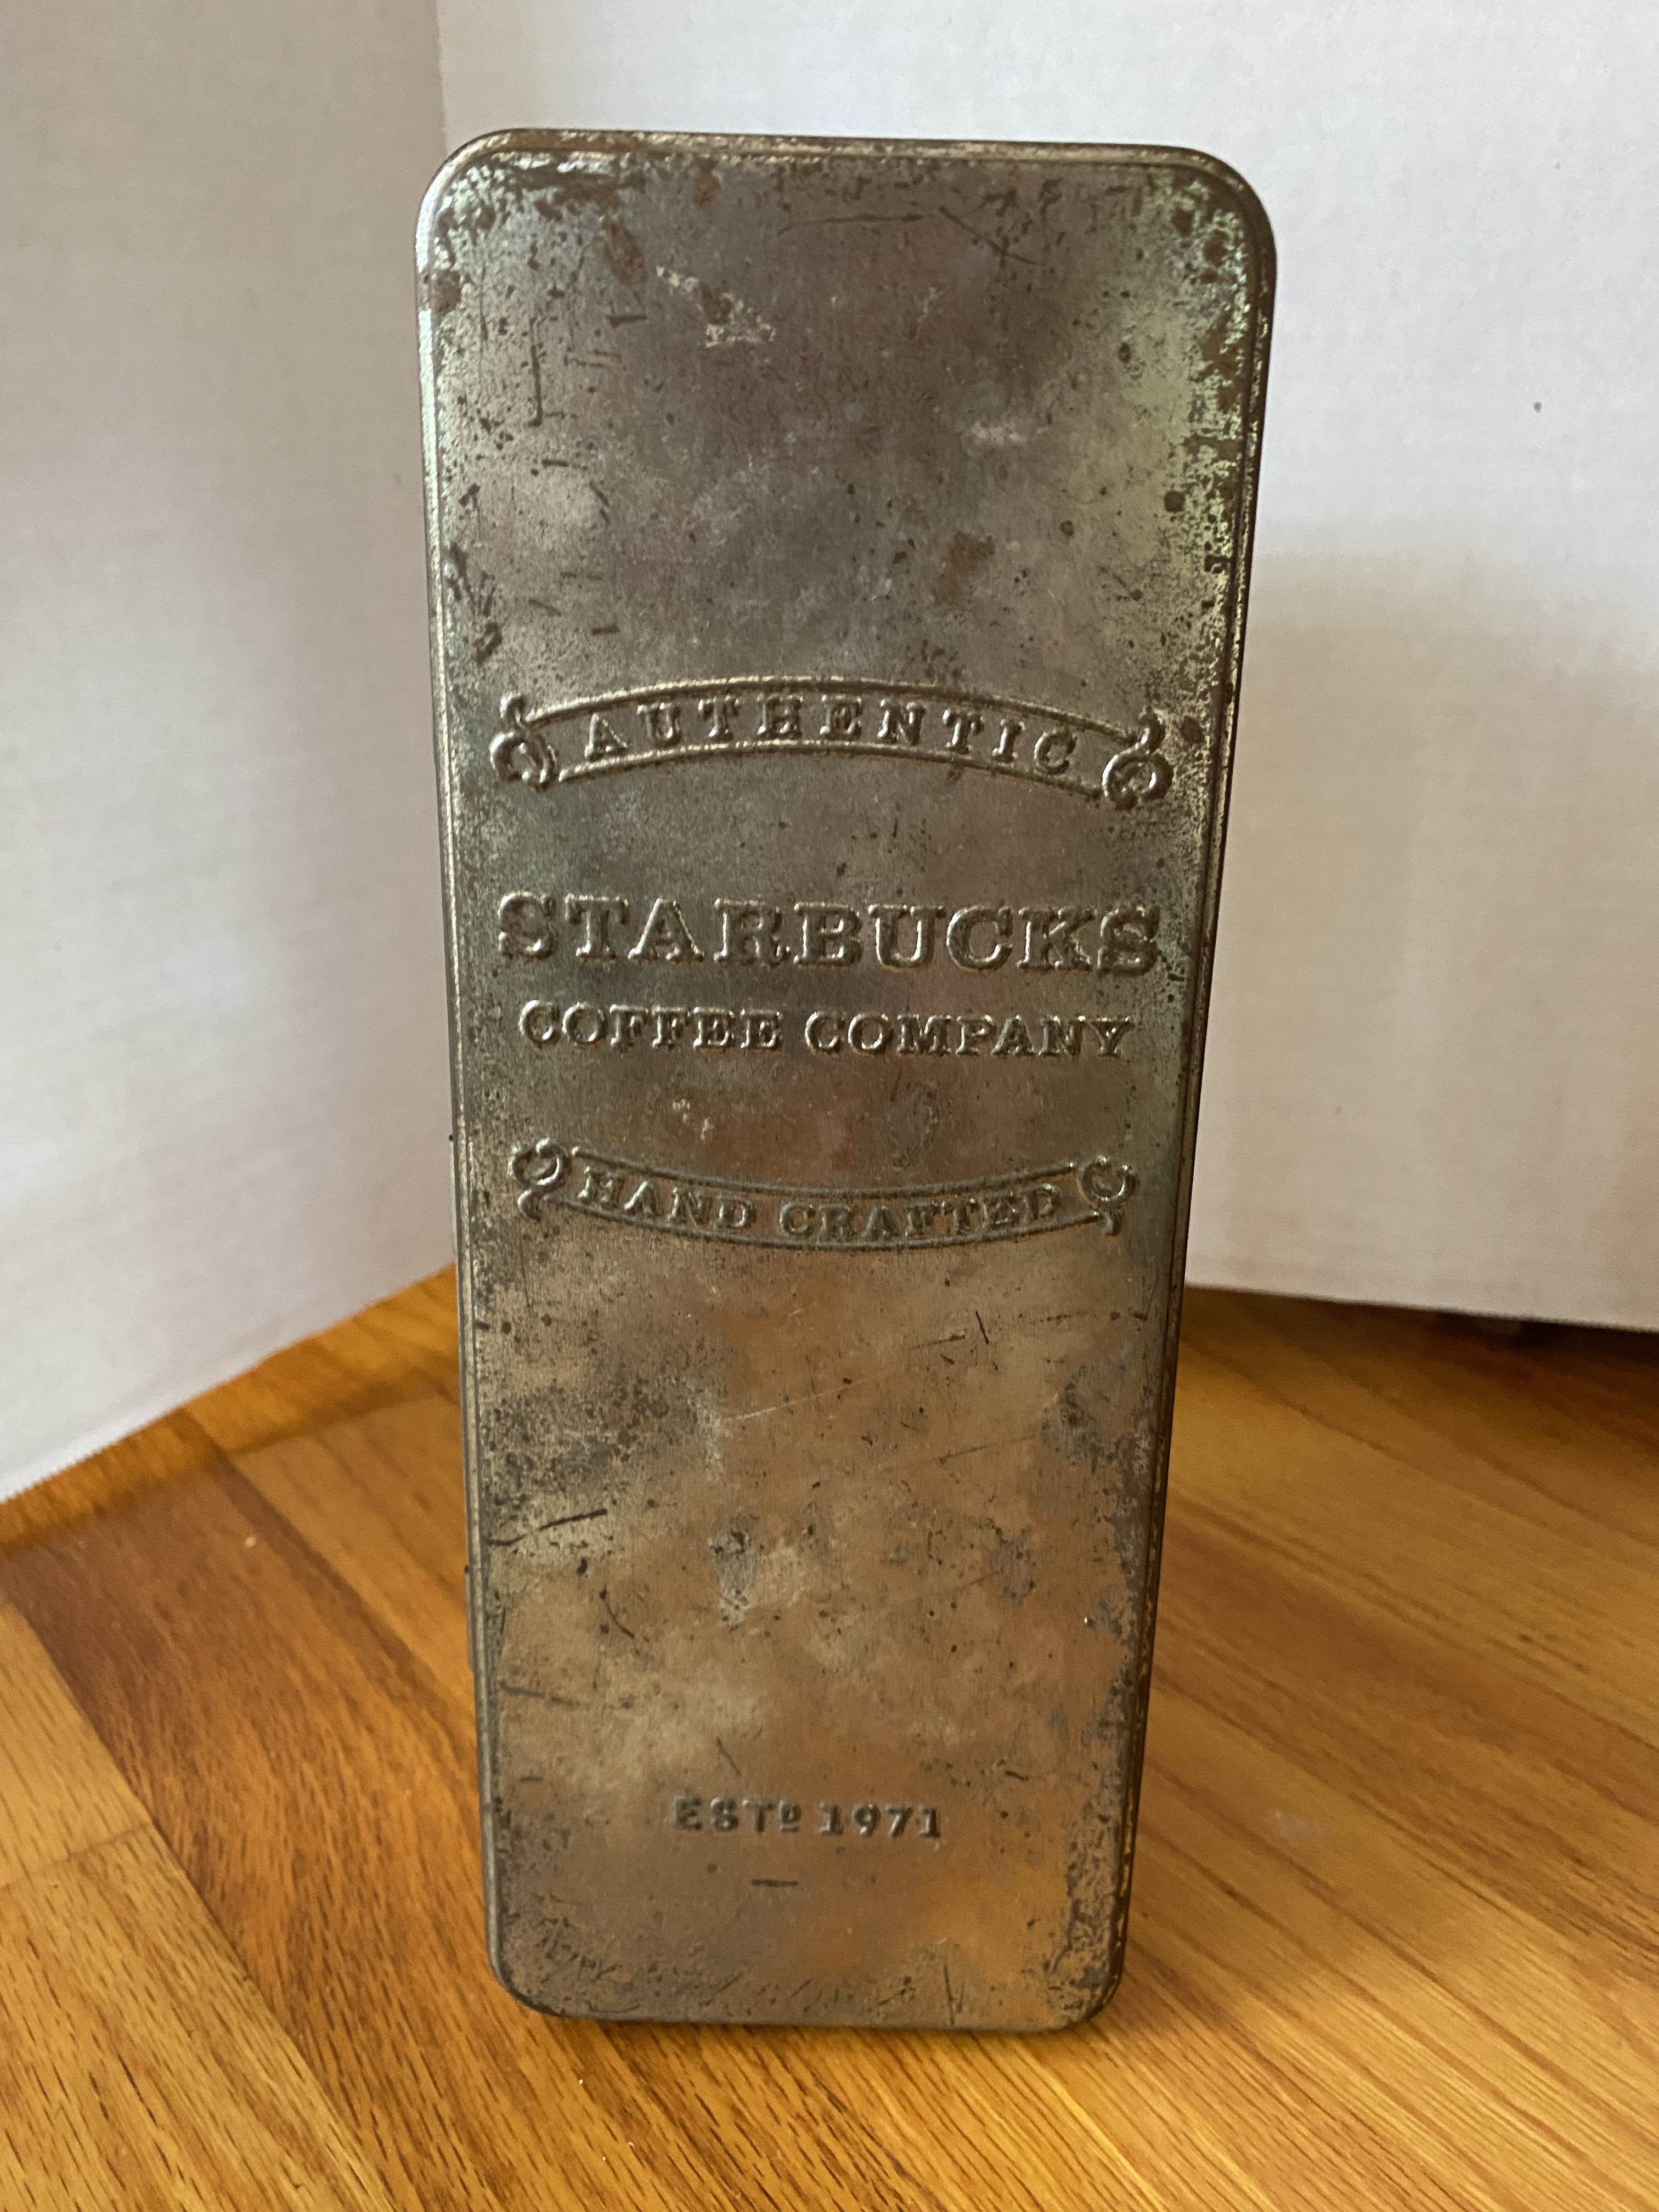 AUTHENTIC
STARBUCKS
COFFEE COMPANY
HAND CRAFTED
ESTD 1971